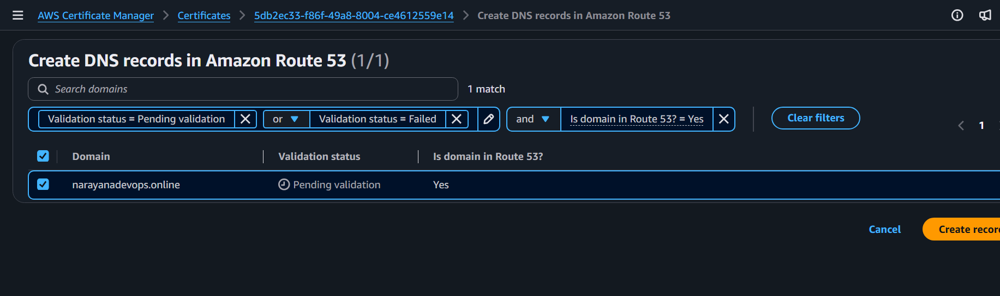 AWS Certificate Manager > Certificates > 5db2ec33-f86f-49a8-8004-ce4612559e14 > Create DNS records in Amazon Route 53
Create DNS records in Amazon Route 53 (1/1)
Search domains 1 match
Validation status = Pending validation or Validation status = Failed and Is domain in Route 53? = Yes Clear filters
1
Domain Validation status Is domain in Route 53?
narayanadevops.online Pending validation Yes
Cancel Create recor